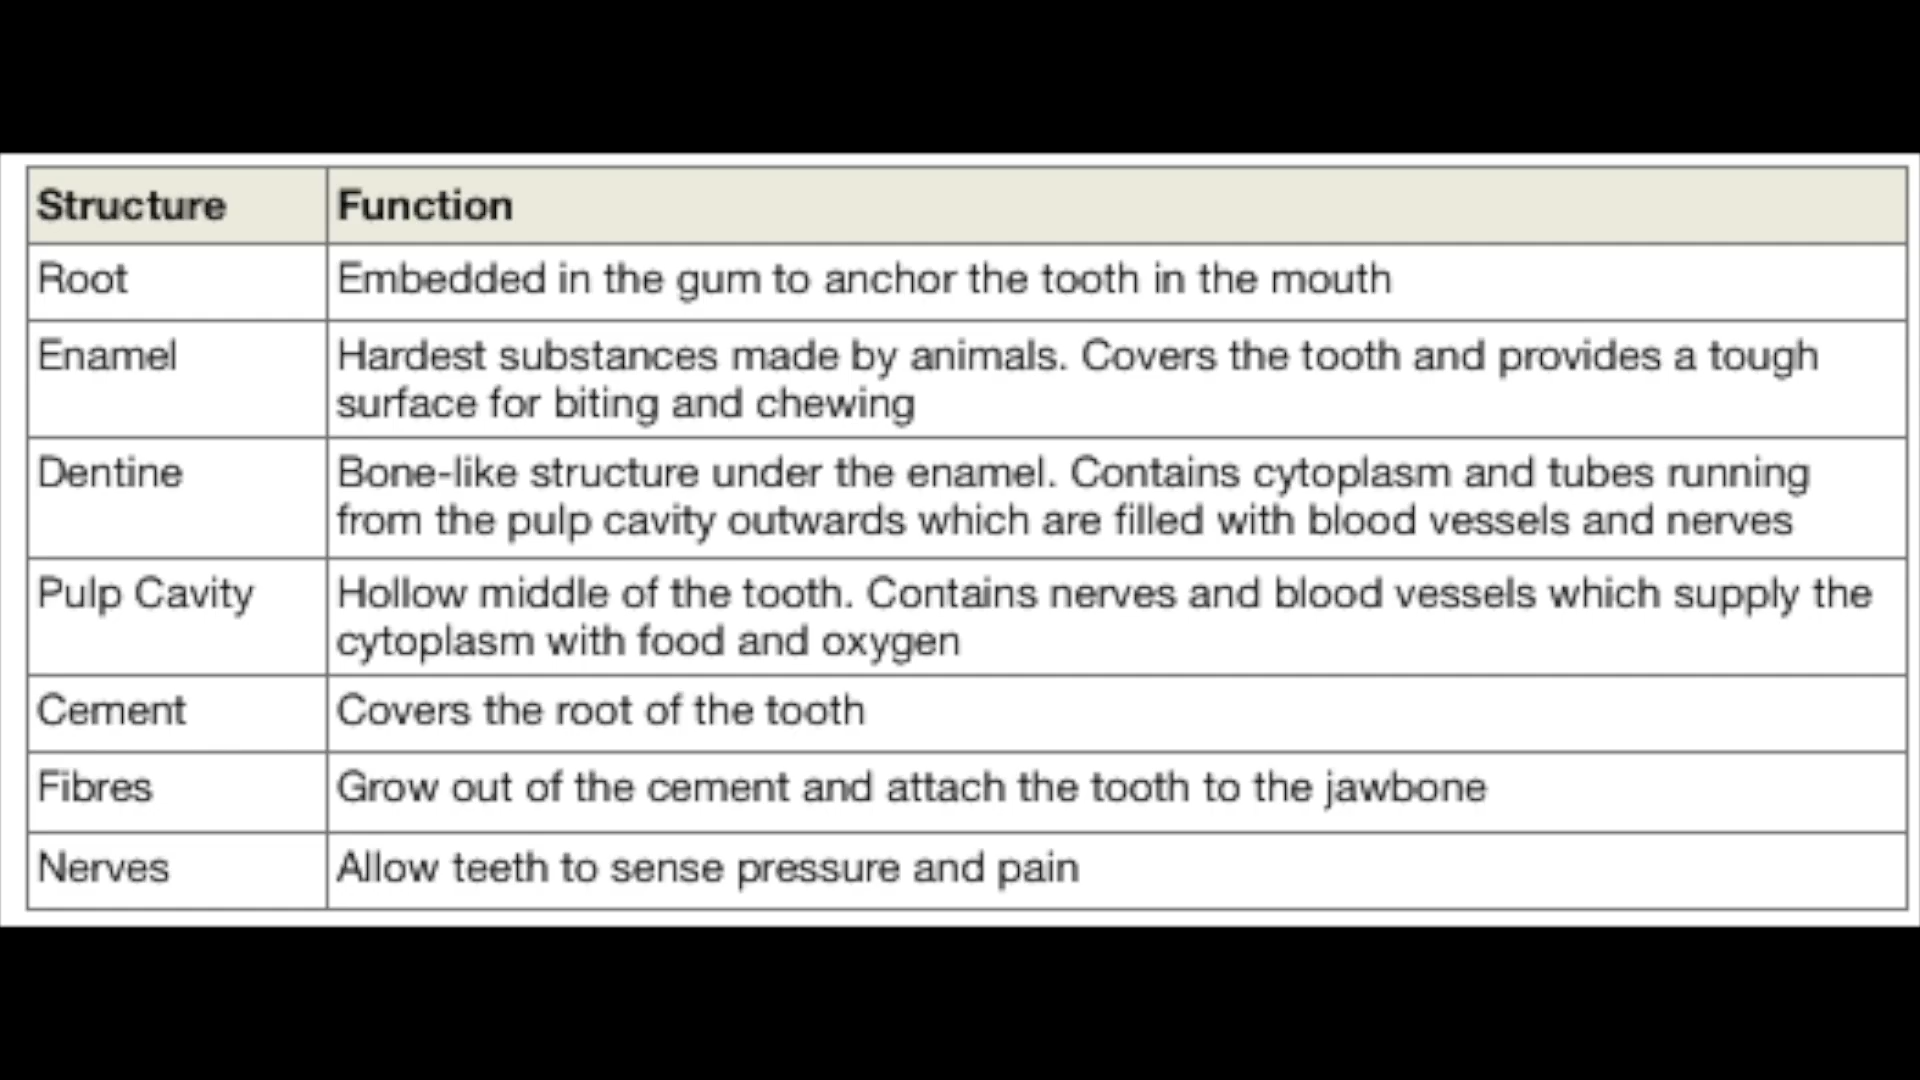 Structure Function
Root Embedded in the gum to anchor the tooth in the mouth
Enamel Hardest substances made by animals. Covers the tooth and provides a tough
surface for biting and chewing
Dentine Bone-like structure under the enamel. Contains cytoplasm and tubes running
from the pulp cavity outwards which are filled with blood vessels and nerves
Pulp Cavity Hollow middle of the tooth. Contains nerves and blood vessels which supply the
cytoplasm with food and oxygen
Cement Covers the root of the tooth
Fibres Grow out of the cement and attach the tooth to the jawbone
Nerves Allow teeth to sense pressure and pain